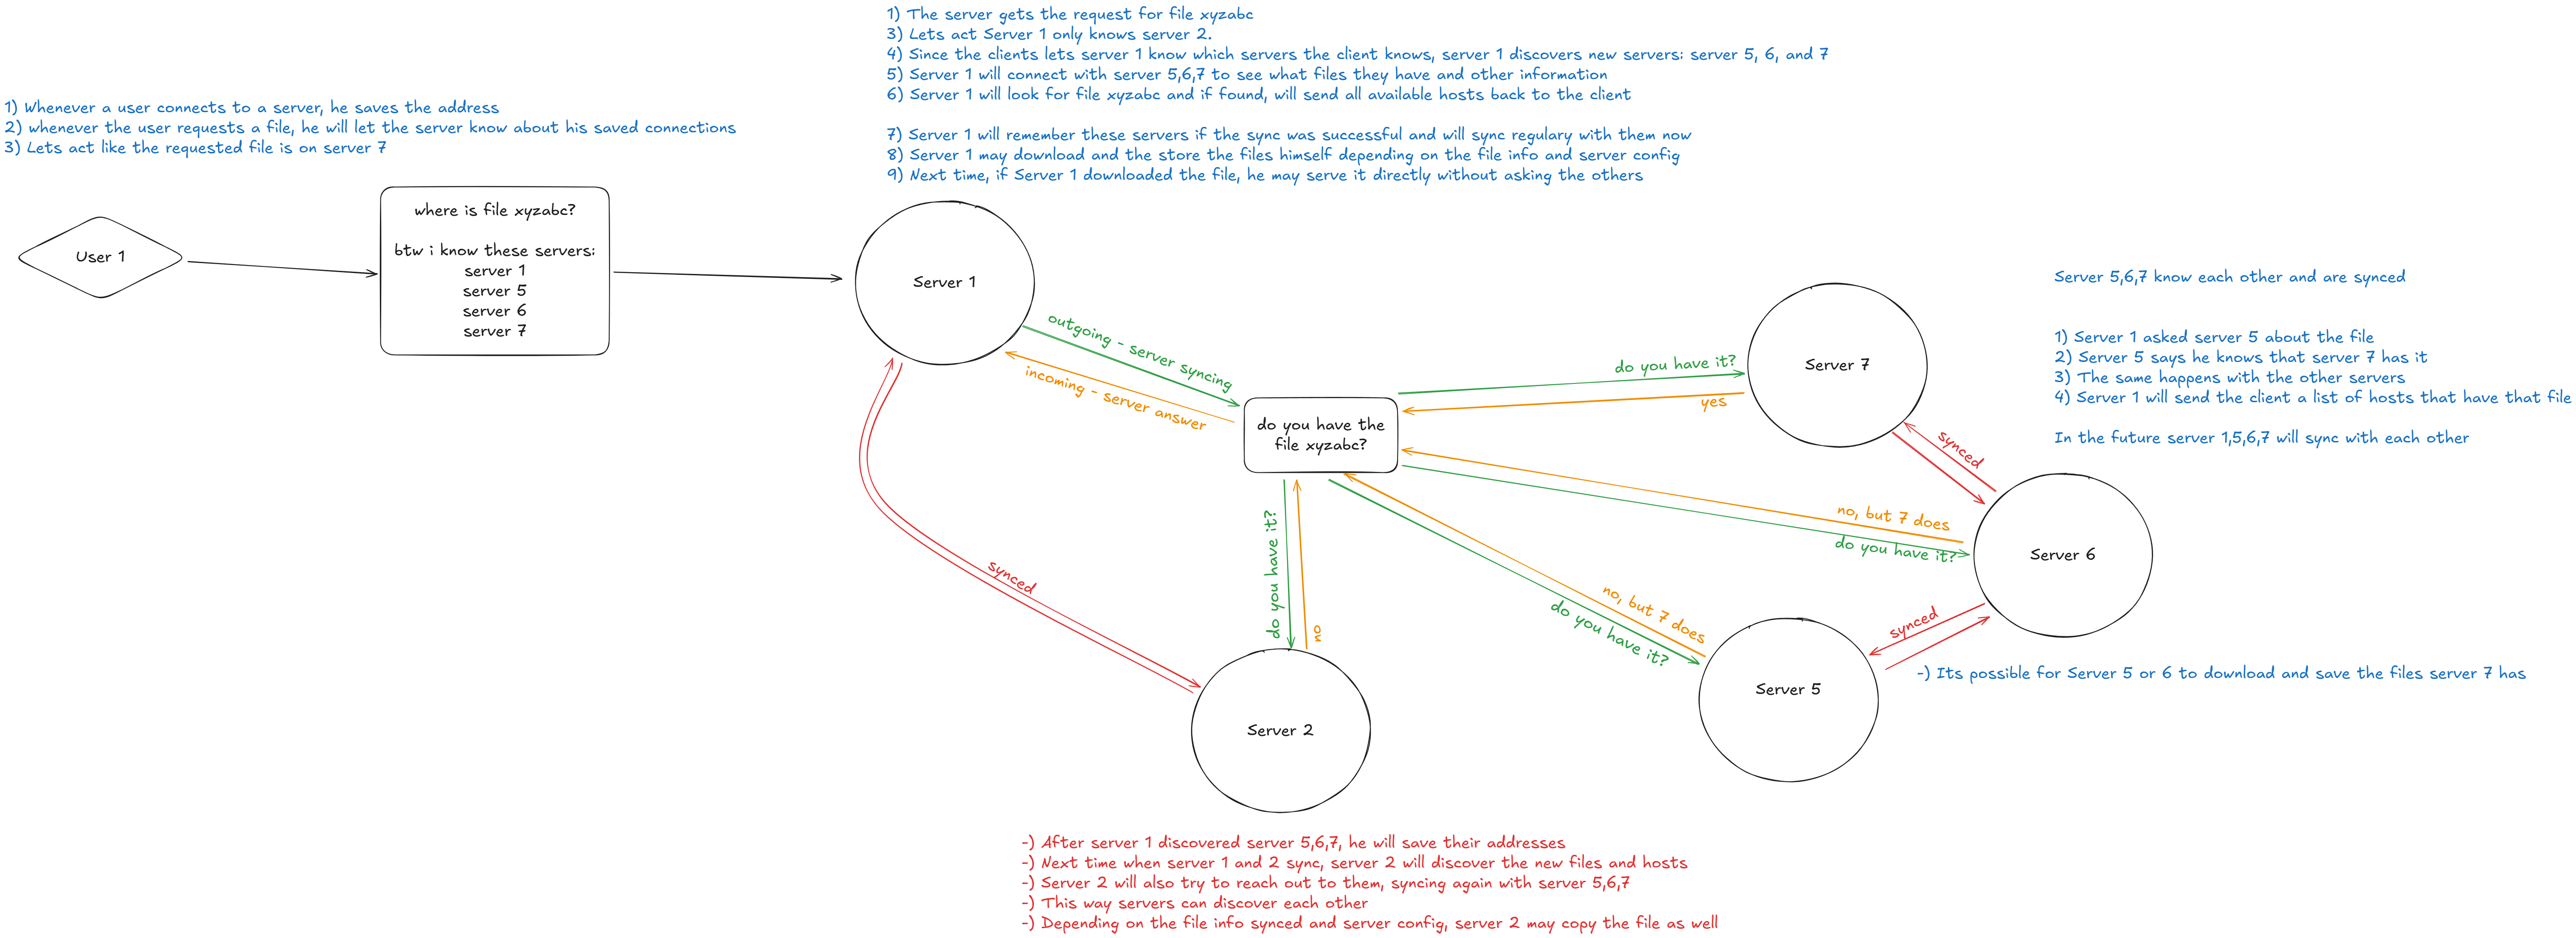 1) The server gets the request for file xyzabc
3) Lets act Server 1 only knows server 2.
4) Since the clients lets server 1 know which servers the client knows, server 1 discovers new servers: server 5, 6, and 7
5) Server 1 will connect with server 5,6,7 to see what files they have and other information
6) Server 1 will look for file xyzabc and if found, will send all available hosts back to the client
7) Server 1 will remember these servers if the sync was successful and will sync regulary with them now
8) Server 1 may download and the store the files himself depending on the file info and server config
9) Next time, if Server 1 downloaded the file, he may serve it directly without asking the others
1) Whenever a user connects to a server, he saves the address
2) whenever the user requests a file, he will let the server know about his saved connections
3) Lets act like the requested file is on server 7
User 1
where is file xyzabc?
btw i know these servers:
server 1
server 5
server 6
server 7
Server 1
outgoing - server syncing
incoming - server answer
do you have the
file xyzabc?
do you have it?
yes
Server 7
Server 5,6,7 know each other and are synced
1) Server 1 asked server 5 about the file
2) Server 5 says he knows that server 7 has it
3) The same happens with the other servers
4) Server 1 will send the client a list of hosts that have that file
In the future server 1,5,6,7 will sync with each other
synced
no, but 7 does
do you have it?
Server 6
synced
do you have it?
no
no, but 7 does
do you have it?
synced
Server 5
-) Its possible for Server 5 or 6 to download and save the files server 7 has
Server 2
-) After server 1 discovered server 5,6,7, he will save their addresses
-) Next time when server 1 and 2 sync, server 2 will discover the new files and hosts
-) Server 2 will also try to reach out to them, syncing again with server 5,6,7
-) This way servers can discover each other
-) Depending on the file info synced and server config, server 2 may copy the file as well